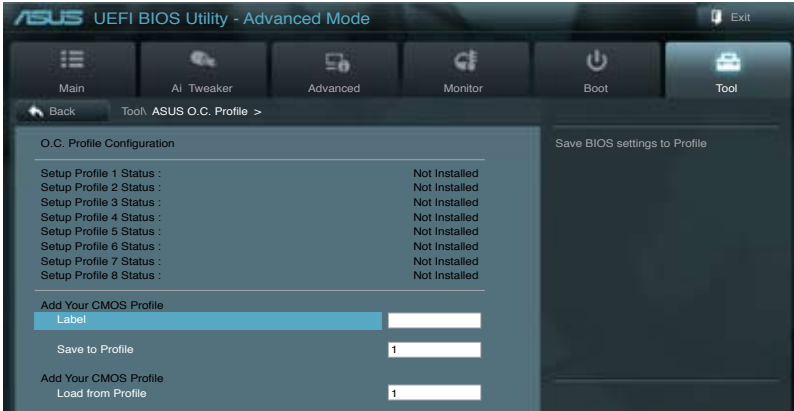 ASUS UEFI BIOS Utility - Advanced Mode
Exit
Main
Ai Tweaker
Advanced
Monitor
Boot
Tool
Back
Tool\ ASUS O.C. Profile >
O.C. Profile Configuration
Save BIOS settings to Profile
Setup Profile 1 Status : Not Installed
Setup Profile 2 Status : Not Installed
Setup Profile 3 Status : Not Installed
Setup Profile 4 Status : Not Installed
Setup Profile 5 Status : Not Installed
Setup Profile 6 Status : Not Installed
Setup Profile 7 Status : Not Installed
Setup Profile 8 Status : Not Installed
Add Your CMOS Profile
Label
Save to Profile 1
Add Your CMOS Profile
Load from Profile 1